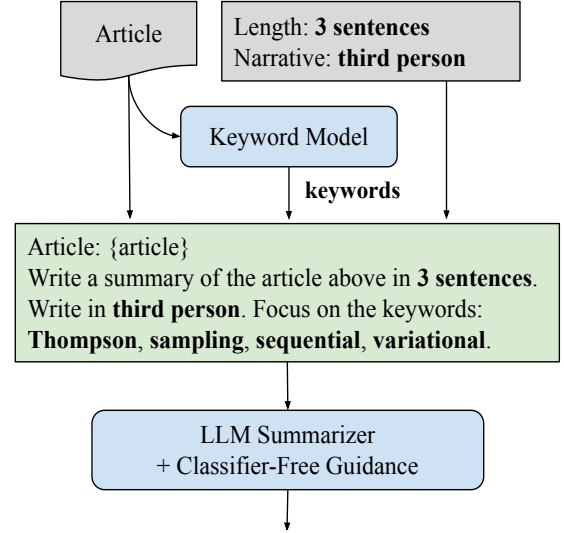 Article
Length: 3 sentences
Narrative: third person
Keyword Model
keywords
Article: {article}
Write a summary of the article above in 3 sentences.
Write in third person. Focus on the keywords:
Thompson, sampling, sequential, variational.
LLM Summarizer
+ Classifier-Free Guidance